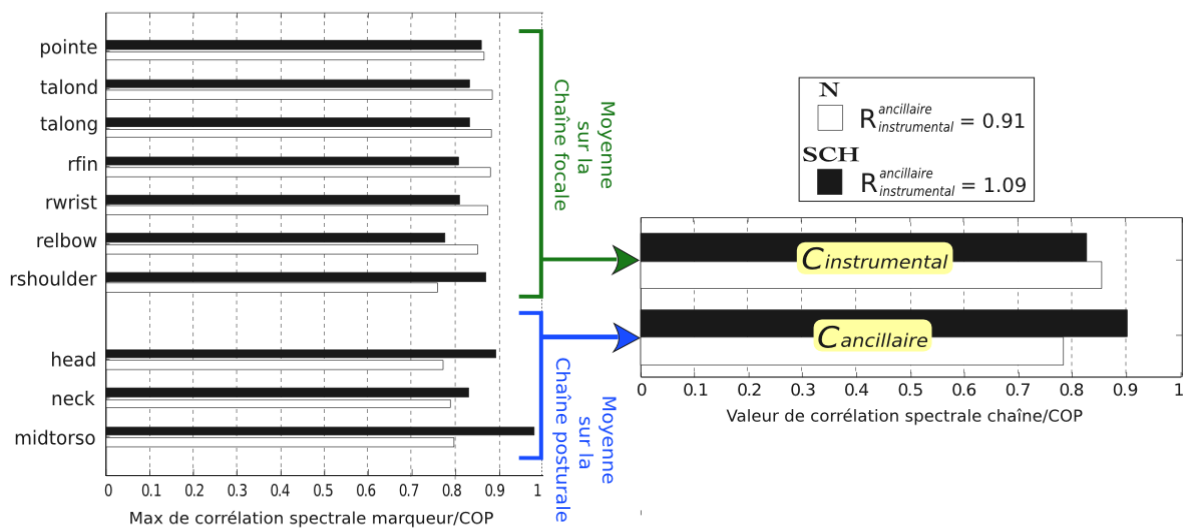 pointe
talond
talong
rfin
rwrist
relbow
rshoulder
head
neck
midtorso
0 0.1 0.2 0.3 0.4 0.5 0.6 0.7 0.8 0.9 1
Max de corrélation spectrale marqueur/COP
Moyenne
sur la
Chaîne focale
Moyenne
sur la
Chaîne posturale
N
R ancillaire instrumental = 0.91
SCH
R ancillaire instrumental = 1.09
C instrumental
C ancillaire
0 0.1 0.2 0.3 0.4 0.5 0.6 0.7 0.8 0.9 1
Valeur de corrélation spectrale chaîne/COP